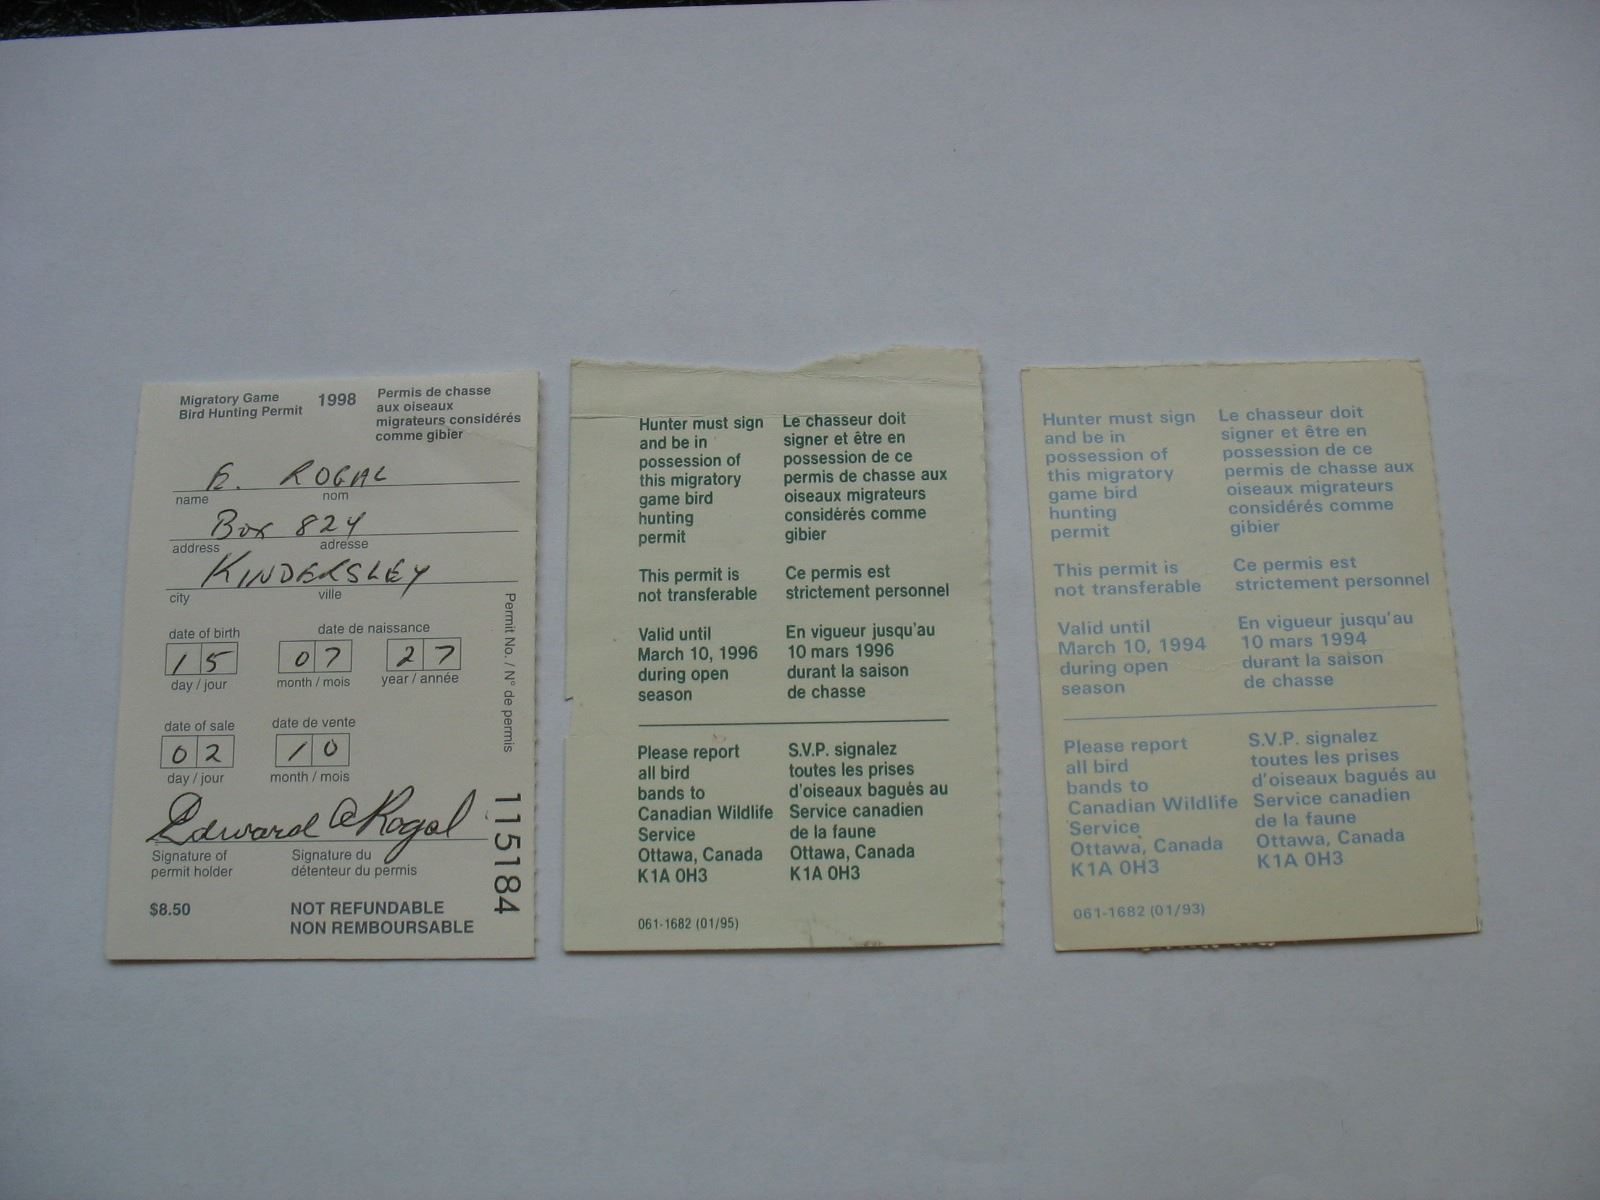 Migratory Game
Bird Hunting Permit
1998
Permis de chasse
aux oiseaux
migrateurs considérés
comme gibier
E. ROGAL
name nom
Box 824
address adresse
KINDERSLEY
city ville
date of birth date de naissance
15 07 27
day / jour month / mois year / année
date of sale date de vente
02 10
day / jour month / mois
Edward A Rogal
Signature of
permit holder
Signature du
détenteur du permis
$8.50
NOT REFUNDABLE
NON REMBOURSABLE
Permit No. / N° de permis
115184
Hunter must sign
and be in
possession of
this migratory
game bird
hunting
permit
Le chasseur doit
signer et être en
possession de ce
permis de chasse aux
oiseaux migrateurs
considérés comme
gibier
This permit is
not transferable
Ce permis est
strictement personnel
Valid until
March 10, 1996
during open
season
En vigueur jusqu'au
10 mars 1996
durant la saison
de chasse
Please report
all bird
bands to
Canadian Wildlife
Service
Ottawa, Canada
K1A 0H3
S.V.P. signalez
toutes les prises
d'oiseaux bagués au
Service canadien
de la faune
Ottawa, Canada
K1A 0H3
061-1682 (01/95)
Hunter must sign
and be in
possession of
this migratory
game bird
hunting
permit
Le chasseur doit
signer et être en
possession de ce
permis de chasse aux
oiseaux migrateurs
considérés comme
gibier
This permit is
not transferable
Ce permis est
strictement personnel
Valid until
March 10, 1994
during open
season
En vigueur jusqu'au
10 mars 1994
durant la saison
de chasse
Please report
all bird
bands to
Canadian Wildlife
Service
Ottawa, Canada
K1A 0H3
S.V.P. signalez
toutes les prises
d'oiseaux bagués au
Service canadien
de la faune
Ottawa, Canada
K1A 0H3
061-1682 (01/93)